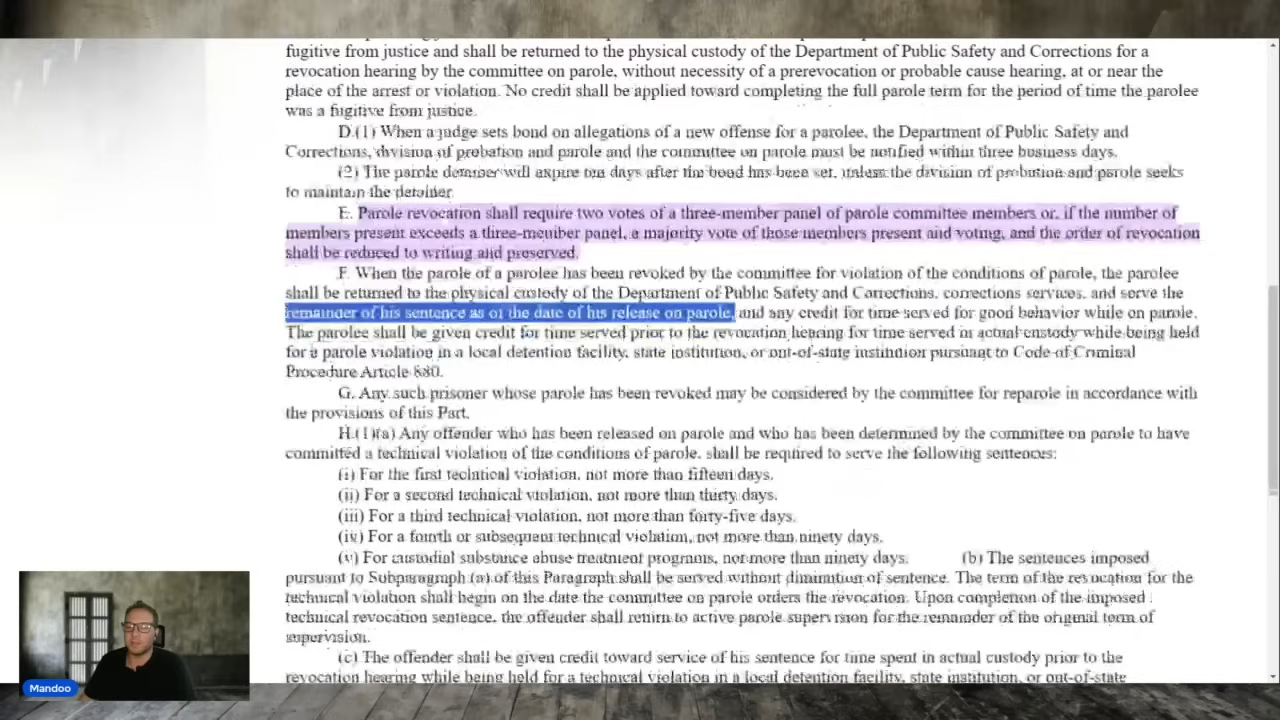 fugitive from justice and shall be returned to the physical custody of the Department of Public Safety and Corrections for a
revocation hearing by the committee on parole, without necessity of a prerevocation or probable cause hearing, at or near the
place of the arrest or violation. No credit shall be applied toward completing the full parole term for the period of time the parolee
was a fugitive from justice.
D.(1) When a judge sets bond on allegations of a new offense for a parolee, the Department of Public Safety and
Corrections, division of probation and parole and the committee on parole must be notified within three business days.
(2) The parole detainer will expire ten days after the bond has been set, unless the division of probation and parole seeks
to maintain the detainer.
E. Parole revocation shall require two votes of a three-member panel of parole committee members or, if the number of
members present exceeds a three-member panel, a majority vote of those members present and voting, and the order of revocation
shall be reduced to writing and preserved.
F. When the parole of a parolee has been revoked by the committee for violation of the conditions of parole, the parolee
shall be returned to the physical custody of the Department of Public Safety and Corrections, corrections services, and serve the
remainder of his sentence as of the date of his release on parole, and any credit for time served for good behavior while on parole.
The parolee shall be given credit for time served prior to the revocation hearing for time served in actual custody while being held
for a parole violation in a local detention facility, state institution, or out-of-state institution pursuant to Code of Criminal
Procedure Article 880.
G. Any such prisoner whose parole has been revoked may be considered by the committee for reparole in accordance with
the provisions of this Part.
H.(1)(a) Any offender who has been released on parole and who has been determined by the committee on parole to have
committed a technical violation of the conditions of parole, shall be required to serve the following sentences:
(i) For the first technical violation, not more than fifteen days.
(ii) For a second technical violation, not more than thirty days.
(iii) For a third technical violation, not more than forty-five days.
(iv) For a fourth or subsequent technical violation, not more than ninety days.
(v) For custodial substance abuse treatment programs, not more than ninety days. (b) The sentences imposed
pursuant to Subparagraph (a) of this Paragraph shall be served without diminution of sentence. The term of the revocation for the
technical violation shall begin on the date the committee on parole orders the revocation. Upon completion of the imposed
technical revocation sentence, the offender shall return to active parole supervision for the remainder of the original term of
supervision.
(c) The offender shall be given credit toward service of his sentence for time spent in actual custody prior to the
revocation hearing while being held for a technical violation in a local detention facility, state institution, or out-of-state
Mandoo